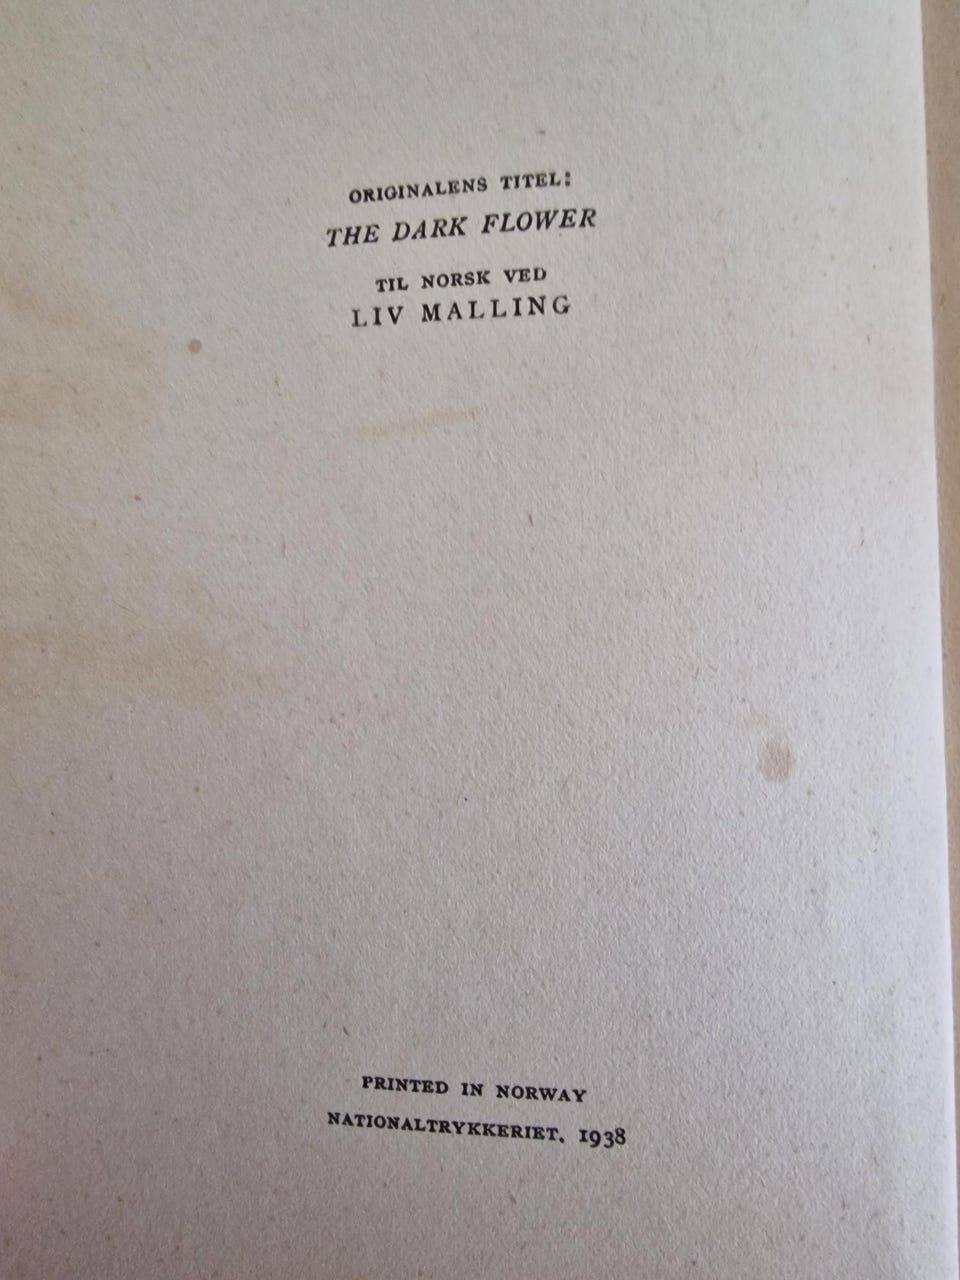 ORIGINALENS TITEL:
THE DARK FLOWER
TIL NORSK VED
LIV MALLING
PRINTED IN NORWAY
NATIONALTRYKKERIET. 1938